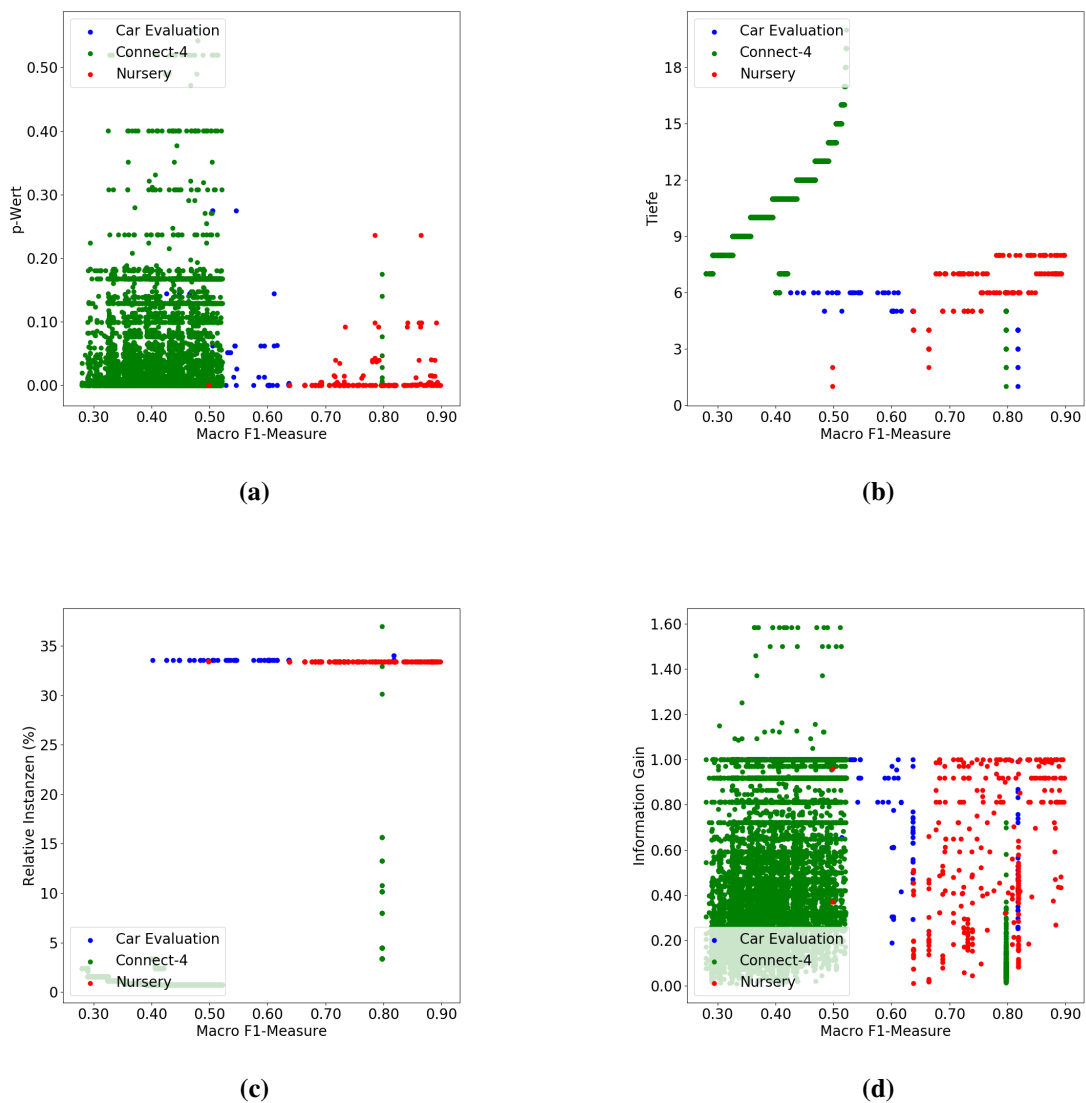 Car Evaluation
Connect-4
Nursery
0.50
0.40
0.30
0.20
0.10
0.00
p-Wert
0.30 0.40 0.50 0.60 0.70 0.80 0.90
Macro F1-Measure
(a)
Car Evaluation
Connect-4
Nursery
18
15
12
9
6
3
0
Tiefe
0.30 0.40 0.50 0.60 0.70 0.80 0.90
Macro F1-Measure
(b)
35
30
25
20
15
10
5
0
Relative Instanzen (%)
Car Evaluation
Connect-4
Nursery
0.30 0.40 0.50 0.60 0.70 0.80 0.90
Macro F1-Measure
(c)
1.60
1.40
1.20
1.00
0.80
0.60
0.40
0.20
0.00
Information Gain
Car Evaluation
Connect-4
Nursery
0.30 0.40 0.50 0.60 0.70 0.80 0.90
Macro F1-Measure
(d)